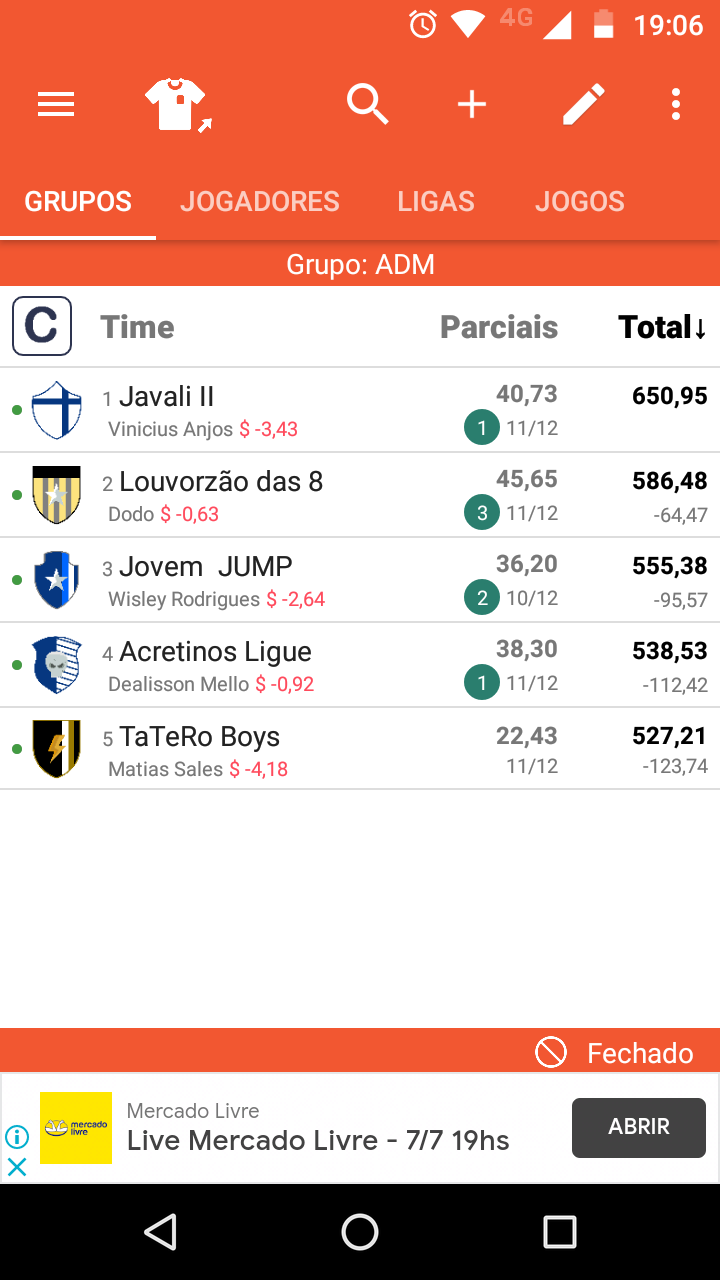 4G 19:06
GRUPOS JOGADORES LIGAS JOGOS
Grupo: ADM
C Time Parciais Total↓
1 Javali II 40,73 650,95
Vinicius Anjos $ -3,43 1 11/12
2 Louvorzão das 8 45,65 586,48
Dodo $ -0,63 3 11/12 -64,47
3 Jovem  JUMP 36,20 555,38
Wisley Rodrigues $ -2,64 2 10/12 -95,57
4 Acretinos Ligue 38,30 538,53
Dealisson Mello $ -0,92 1 11/12 -112,42
5 TaTeRo Boys 22,43 527,21
Matias Sales $ -4,18 11/12 -123,74
Fechado
mercado
livre
Mercado Livre
Live Mercado Livre - 7/7 19hs
ABRIR